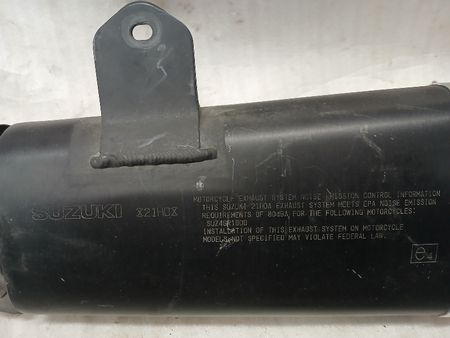 SUZUKI
X21H0X
MOTORCYCLE EXHAUST SYSTEM NOISE EMISSION CONTROL INFORMATION
THIS SUZUKI 21H0A EXHAUST SYSTEM MEETS EPA NOISE EMISSION
REQUIREMENTS OF 80dBA FOR THE FOLLOWING MOTORCYCLES:
INSTALLATION OF THIS EXHAUST SYSTEM ON MOTORCYCLE
MODELS NOT SPECIFIED MAY VIOLATE FEDERAL LAW.
e4